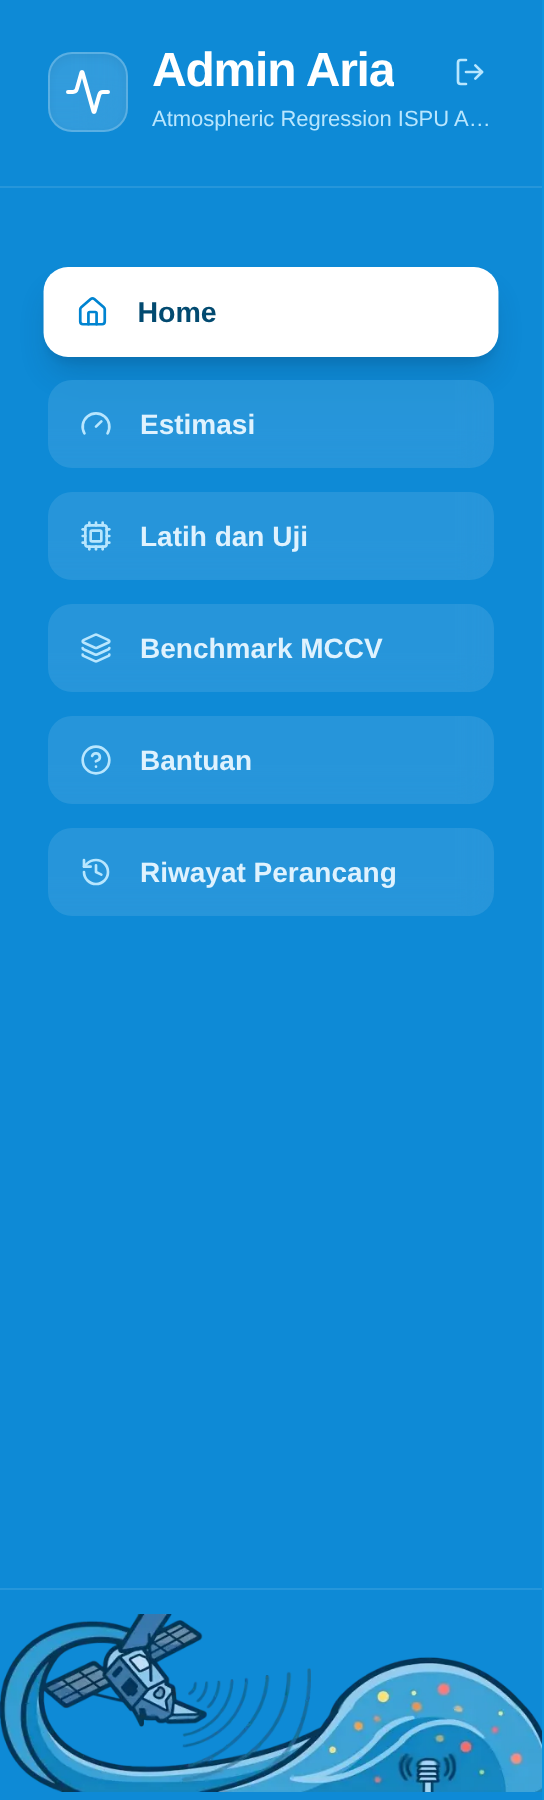 Admin Aria
Atmospheric Regression ISPU A...
Home
Estimasi
Latih dan Uji
Benchmark MCCV
Bantuan
Riwayat Perancang